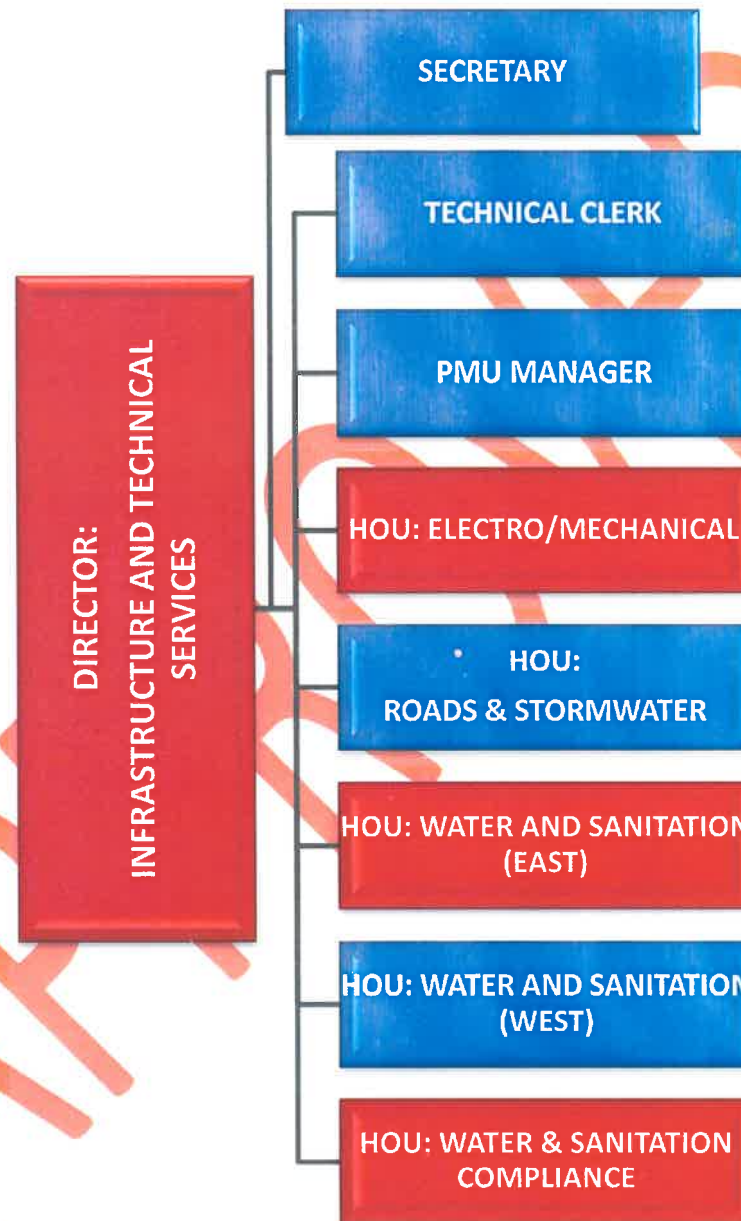 SECRETARY
TECHNICAL CLERK
PMU MANAGER
DIRECTOR:
INFRASTRUCTURE AND TECHNICAL
SERVICES
HOU: ELECTRO/MECHANICAL
HOU:
ROADS & STORMWATER
HOU: WATER AND SANITATION
(EAST)
HOU: WATER AND SANITATION
(WEST)
HOU: WATER & SANITATION
COMPLIANCE